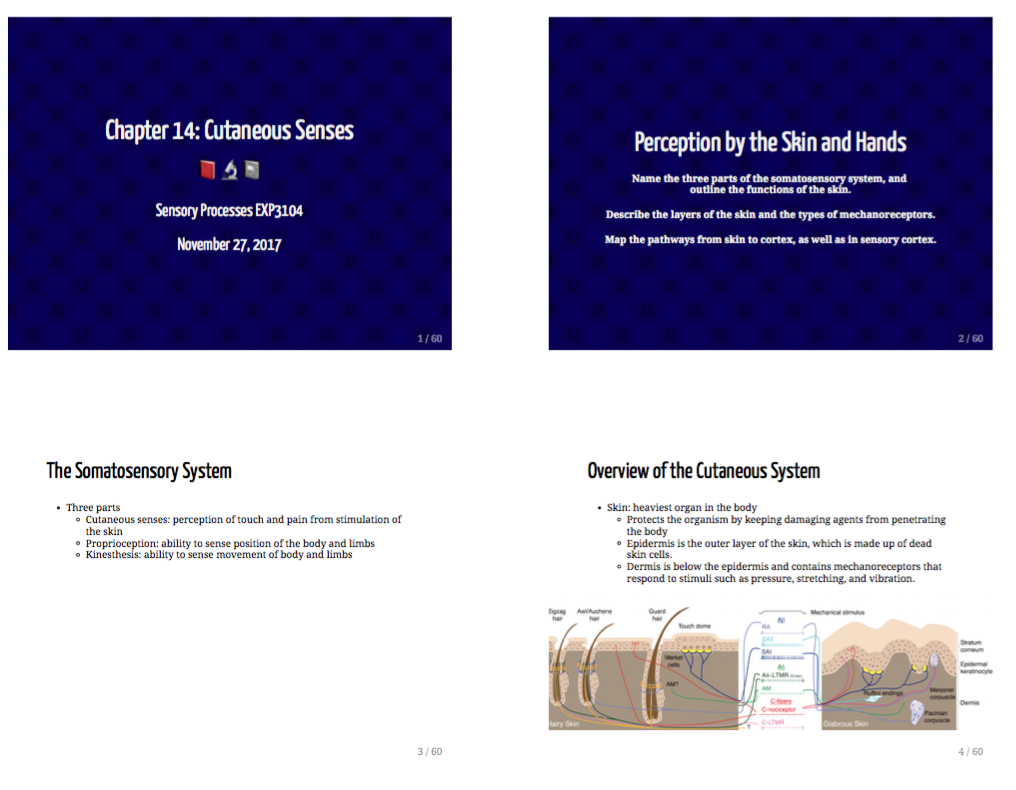 Chapter 14: Cutaneous Senses
Sensory Processes EXP3104
November 27, 2017
1 / 60
Perception by the Skin and Hands
Name the three parts of the somatosensory system, and
outline the functions of the skin.
Describe the layers of the skin and the types of mechanoreceptors.
Map the pathways from skin to cortex, as well as in sensory cortex.
2 / 60
The Somatosensory System
• Three parts
Cutaneous senses: perception of touch and pain from stimulation of
the skin
Proprioception: ability to sense position of the body and limbs
Kinesthesis: ability to sense movement of body and limbs
3 / 60
Overview of the Cutaneous System
• Skin: heaviest organ in the body
Protects the organism by keeping damaging agents from penetrating
the body
Epidermis is the outer layer of the skin, which is made up of dead
skin cells.
Dermis is below the epidermis and contains mechanoreceptors that
respond to stimuli such as pressure, stretching, and vibration.
Zigzag
hair
Awl/Auchene
hair
Guard
hair
Touch dome
Merkel
cells
AM?
Hairy Skin
Aβ
RA
SAII
SAI
Aδ-LTMR
AM
C-fibers
C-nociceptor
C-LTMR
?
Mechanical stimulus
Ruffini endings
Meissner
corpuscle
Pacinian
corpuscle
Glabrous Skin
Stratum
corneum
Epidermal
keratinocyte
Dermis
4 / 60